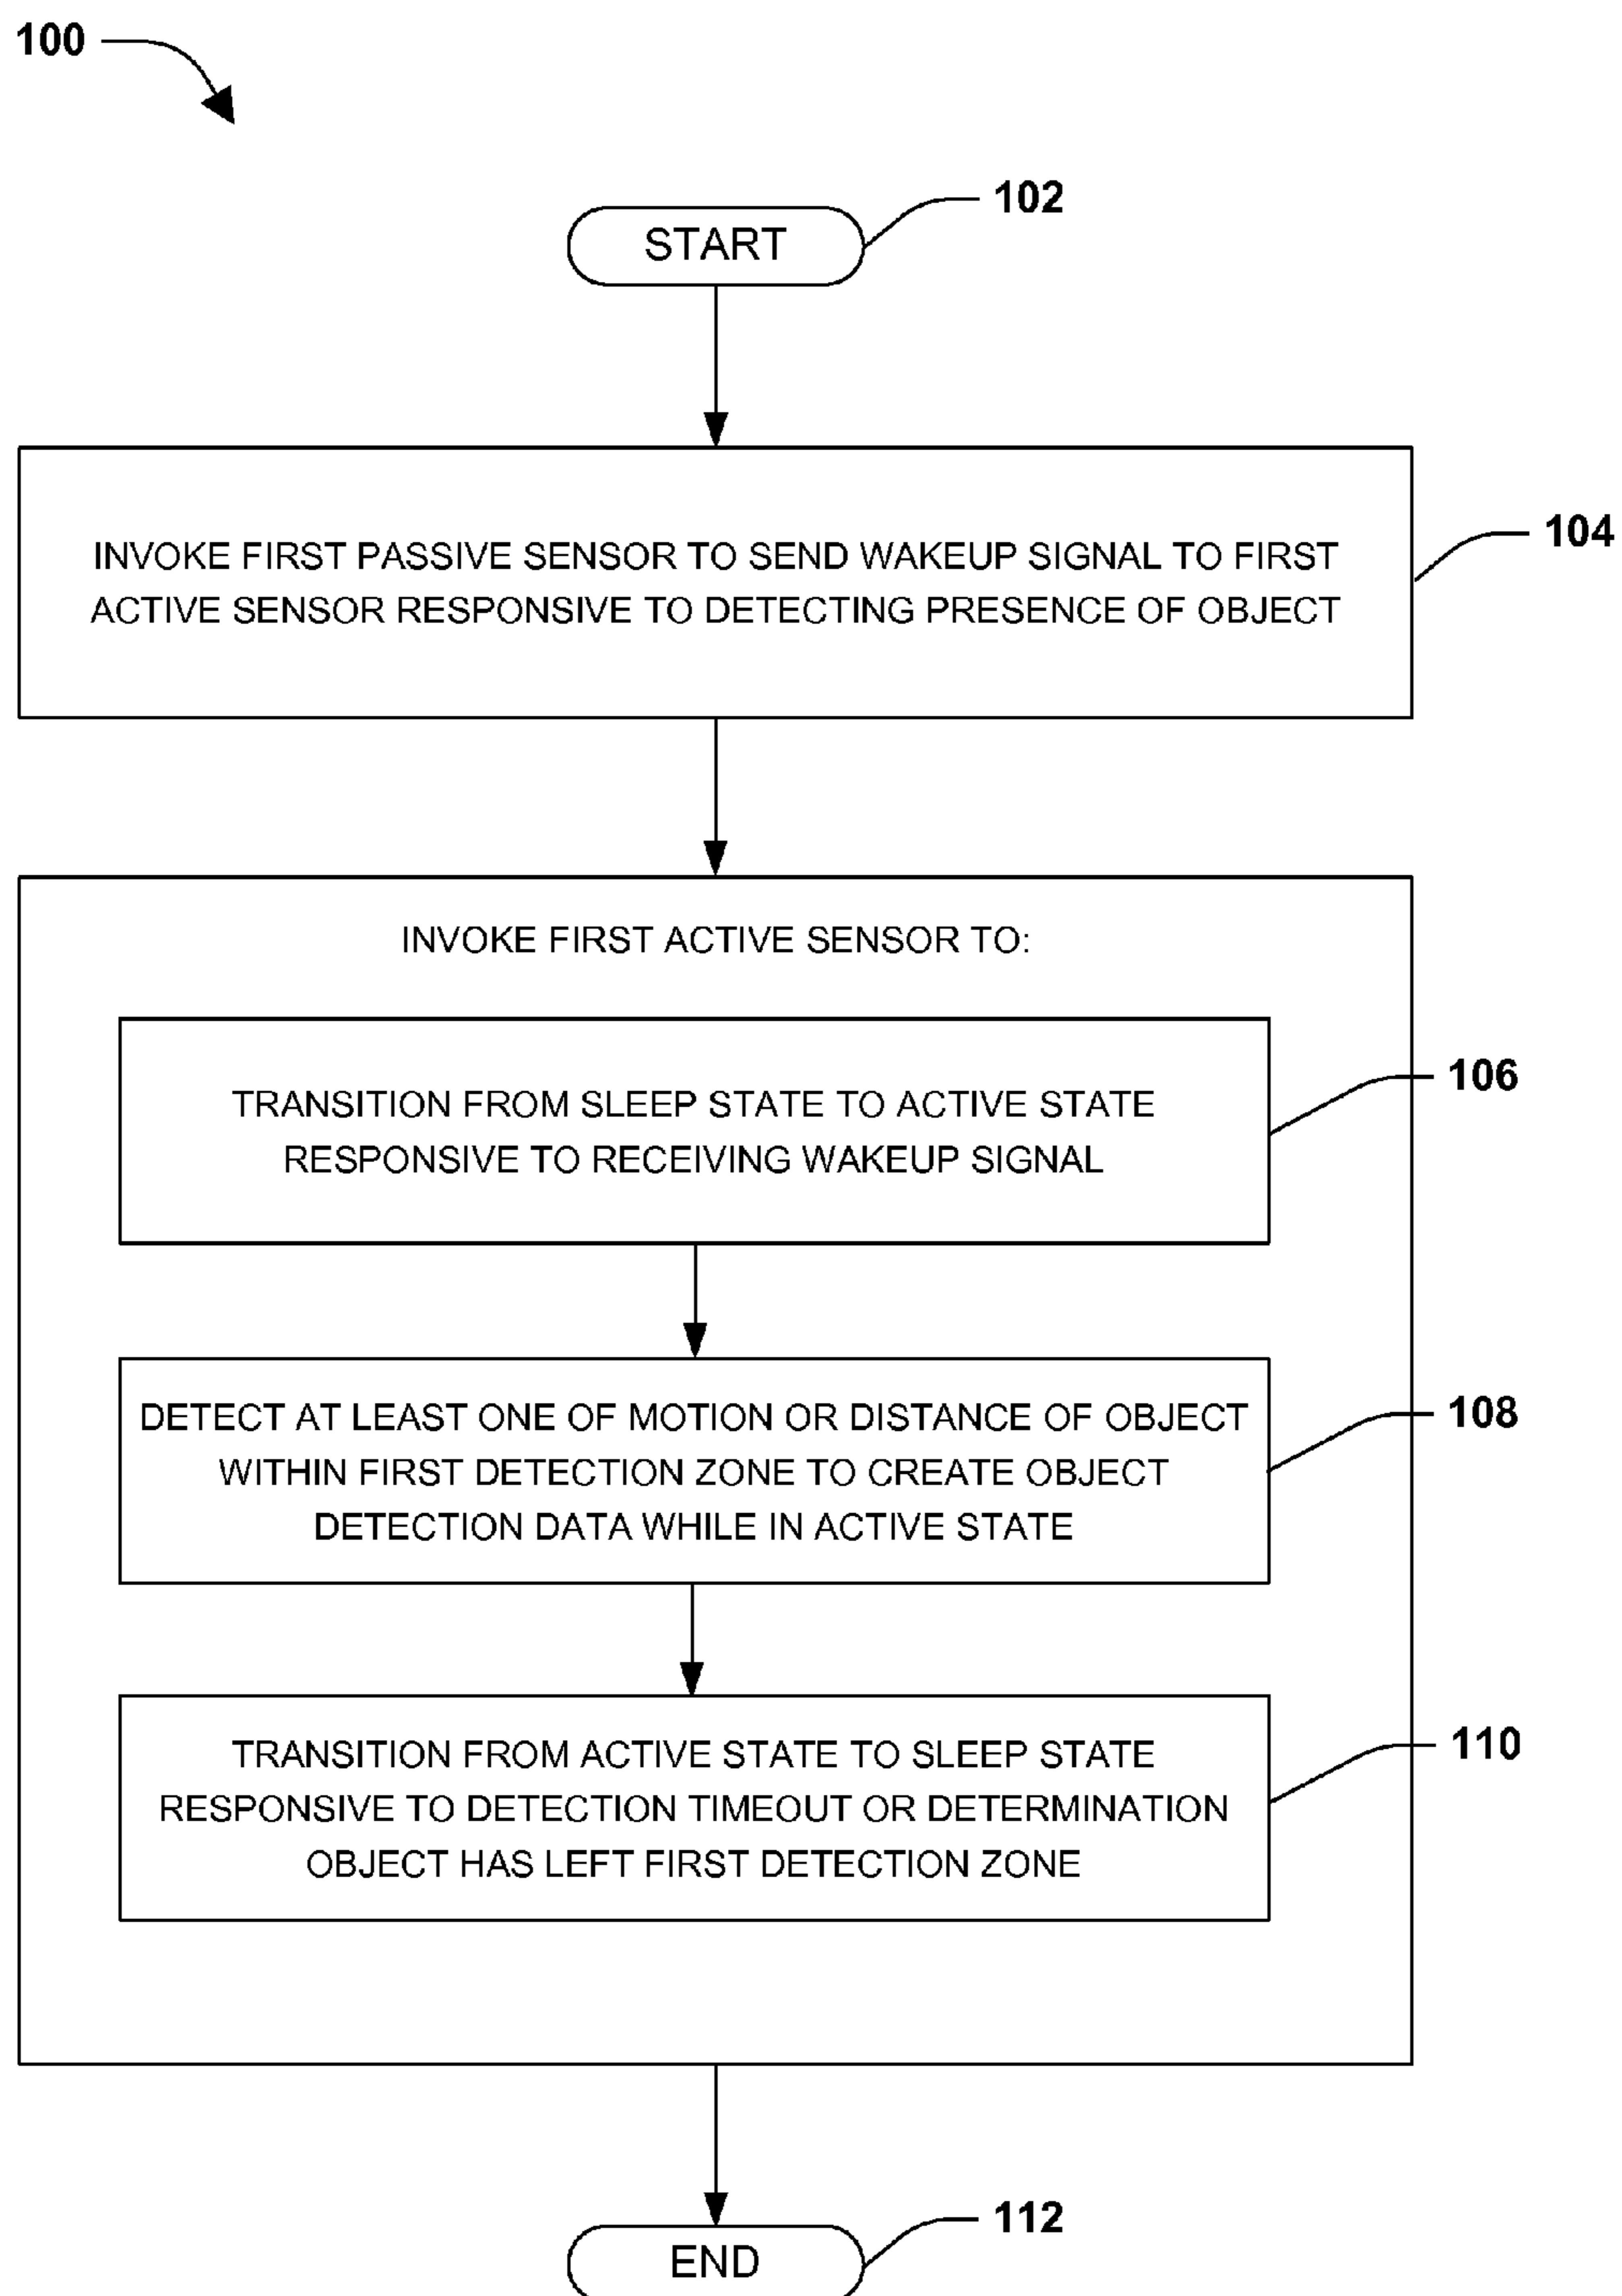 100
102
START
104
INVOKE FIRST PASSIVE SENSOR TO SEND WAKEUP SIGNAL TO FIRST
ACTIVE SENSOR RESPONSIVE TO DETECTING PRESENCE OF OBJECT
INVOKE FIRST ACTIVE SENSOR TO:
106
TRANSITION FROM SLEEP STATE TO ACTIVE STATE
RESPONSIVE TO RECEIVING WAKEUP SIGNAL
108
DETECT AT LEAST ONE OF MOTION OR DISTANCE OF OBJECT
WITHIN FIRST DETECTION ZONE TO CREATE OBJECT
DETECTION DATA WHILE IN ACTIVE STATE
110
TRANSITION FROM ACTIVE STATE TO SLEEP STATE
RESPONSIVE TO DETECTION TIMEOUT OR DETERMINATION
OBJECT HAS LEFT FIRST DETECTION ZONE
112
END